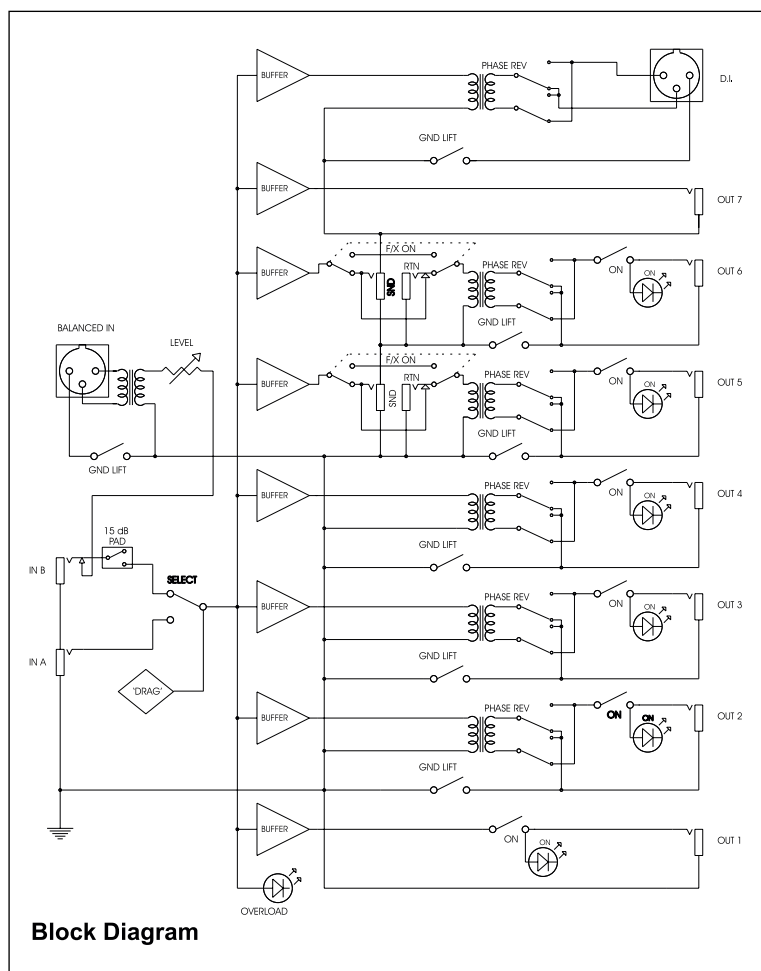 BUFFER
PHASE REV
D.I.
GND LIFT
BUFFER
OUT 7
BUFFER
F/X ON
SND
RTN
PHASE REV
GND LIFT
ON
ON
OUT 6
BALANCED IN
LEVEL
GND LIFT
BUFFER
F/X ON
SND
RTN
PHASE REV
GND LIFT
ON
ON
OUT 5
BUFFER
PHASE REV
GND LIFT
ON
ON
OUT 4
15 dB
PAD
IN B
SELECT
BUFFER
PHASE REV
GND LIFT
ON
ON
OUT 3
IN A
'DRAG'
BUFFER
PHASE REV
GND LIFT
ON
ON
OUT 2
BUFFER
ON
ON
OUT 1
OVERLOAD
Block Diagram